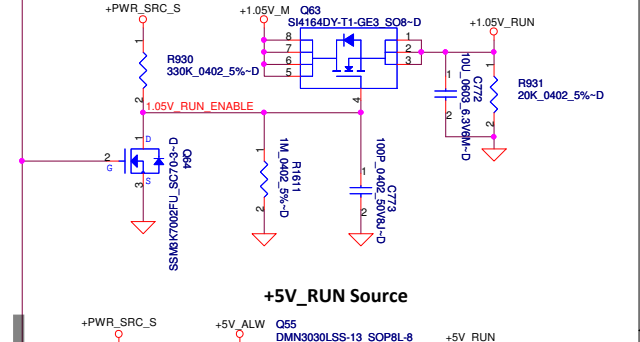 +PWR_SRC_S
+1.05V_M
Q63
SI4164DY-T1-GE3_SO8~D
+1.05V_RUN
8
7
6
5
1
2
3
4
1
R930
330K_0402_5%~D
2
1
C772
10U_0603_6.3V6M~D
2
1
R931
20K_0402_5%~D
2
1.05V_RUN_ENABLE
1
D
2
G
S
3
Q64
SSM3K7002FU_SC70-3~D
1
R1611
1M_0402_5%~D
2
1
C773
100P_0402_50V8J~D
2
+5V_RUN Source
+PWR_SRC_S
+5V_ALW
Q55
DMN3030LSS-13_SOP8L-8
+5V_RUN